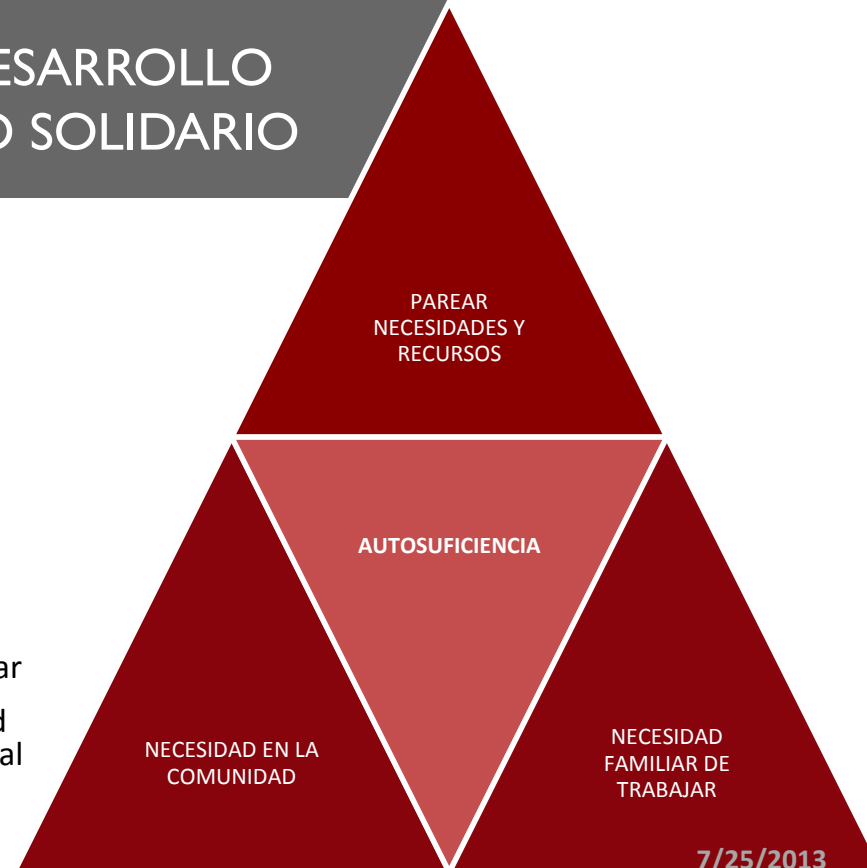 ESARROLLO
O SOLIDARIO
PAREAR
NECESIDADES Y
RECURSOS
AUTOSUFICIENCIA
ar
d
al
NECESIDAD EN LA
COMUNIDAD
NECESIDAD
FAMILIAR DE
TRABAJAR
7/25/2013